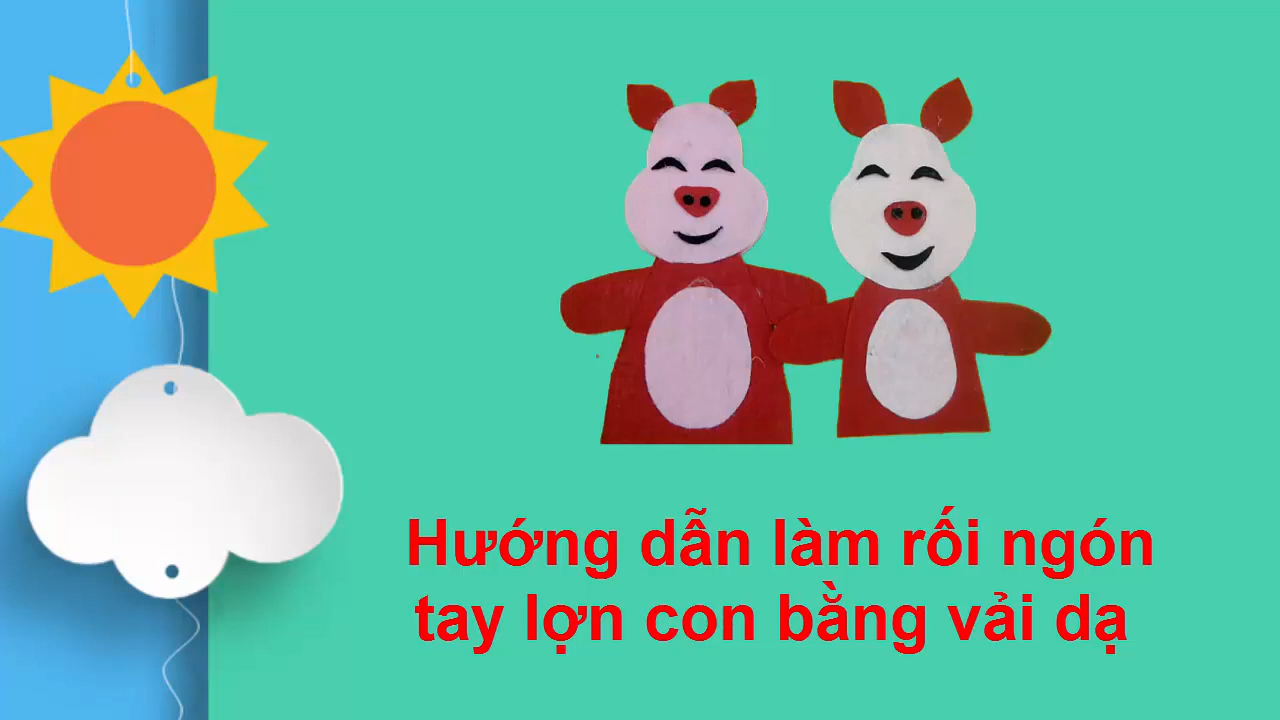 Hướng dẫn làm rối ngón
tay lợn con bằng vải dạ